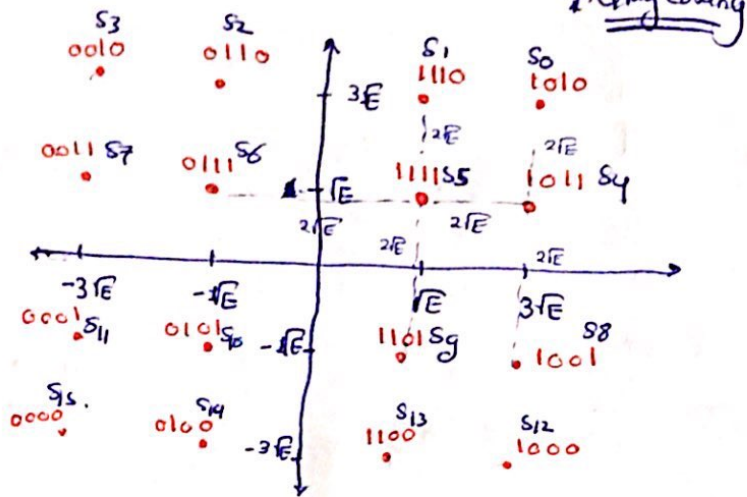 coding
S3 S2 S1 S0
0010 0110 1110 1010
3√E
2√E 2√E
0011 S7 0111 S6 1111 S5 1011 S4
√E
2√E 2√E 2√E 2√E
-3√E -√E √E 3√E
0001 S11 0101 S10 -√E 1101 S9 S8 1001
S15 S14 S13 S12
0000 0100 -3√E 1100 1000